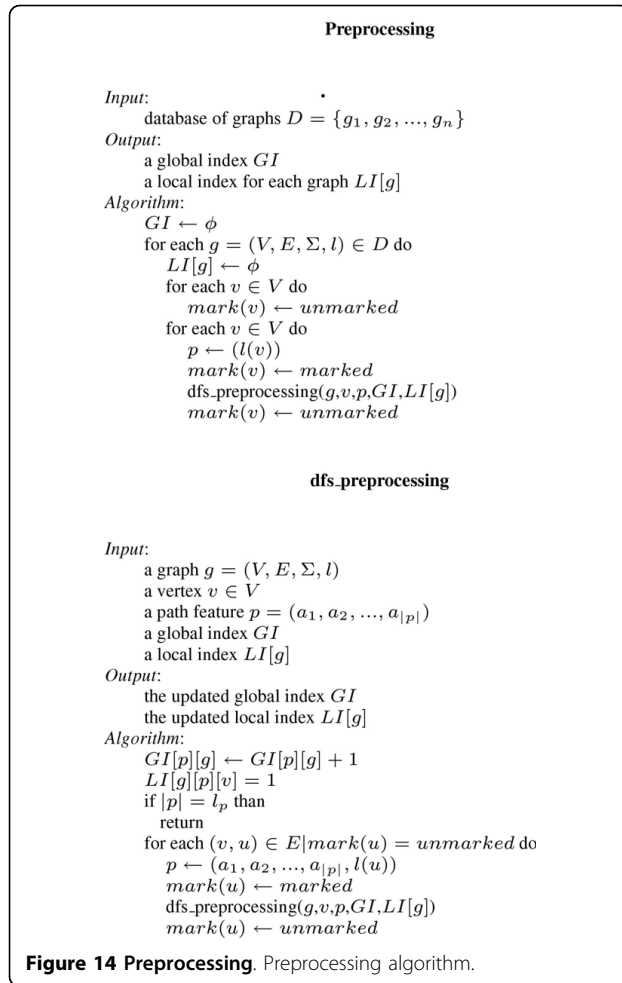 Preprocessing
Input:
database of graphs D = {g₁, g₂, ..., gₙ}
Output:
a global index GI
a local index for each graph LI[g]
Algorithm:
GI ← ϕ
for each g = (V, E, Σ, l) ∈ D do
LI[g] ← ϕ
for each v ∈ V do
mark(v) ← unmarked
for each v ∈ V do
p ← (l(v))
mark(v) ← marked
dfs_preprocessing(g,v,p,GI,LI[g])
mark(v) ← unmarked
dfs_preprocessing
Input:
a graph g = (V, E, Σ, l)
a vertex v ∈ V
a path feature p = (a₁, a₂, ..., a_{|p|})
a global index GI
a local index LI[g]
Output:
the updated global index GI
the updated local index LI[g]
Algorithm:
GI[p][g] ← GI[p][g] + 1
LI[g][p][v] = 1
if |p| = l_p than
return
for each (v, u) ∈ E|mark(u) = unmarked do
p ← (a₁, a₂, ..., a_{|p|}, l(u))
mark(u) ← marked
dfs_preprocessing(g,v,p,GI,LI[g])
mark(u) ← unmarked
Figure 14 Preprocessing. Preprocessing algorithm.